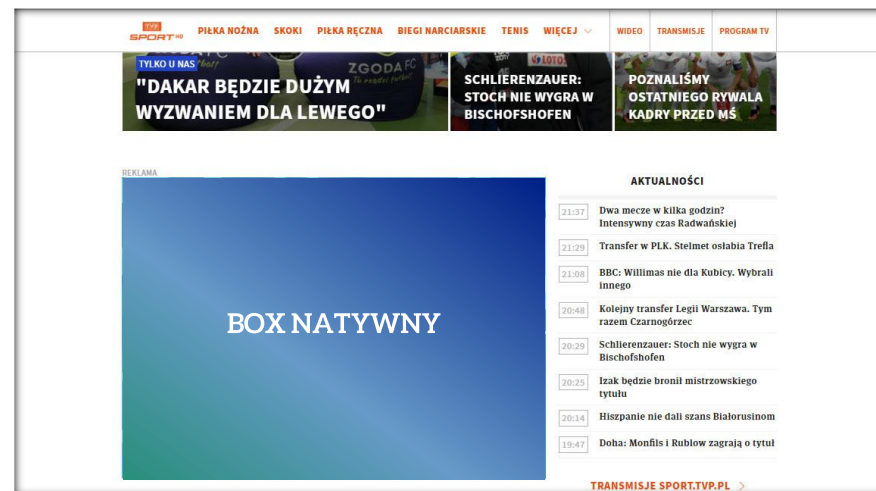 TVP
SPORT HD
PIŁKA NOŻNA SKOKI PIŁKA RĘCZNA BIEGI NARCIARSKIE TENIS WIĘCEJ WIDEO TRANSMISJE PROGRAM TV
TYLKO U NAS
"DAKAR BĘDZIE DUŻYM
WYZWANIEM DLA LEWEGO"
ZGODA FC
LOTOS
SCHLIERENZAUER:
STOCH NIE WYGRA W
BISCHOFSHOFEN
POZNALIŚMY
OSTATNIEGO RYWALA
KADRY PRZED MŚ
REKLAMA
BOX NATYWNY
AKTUALNOŚCI
21:37 Dwa mecze w kilka godzin?
Intensywny czas Radwańskiej
21:29 Transfer w PLK. Stelmet osłabia Trefla
21:08 BBC: Willimas nie dla Kubicy. Wybrali
innego
20:48 Kolejny transfer Legii Warszawa. Tym
razem Czarnogórzec
20:29 Schlierenzauer: Stoch nie wygra w
Bischofshofen
20:25 Izak będzie bronił mistrzowskiego
tytułu
20:14 Hiszpanie nie dali szans Białorusinom
19:47 Doha: Monfils i Rublow zagrają o tytuł
TRANSMISJE SPORT.TVP.PL